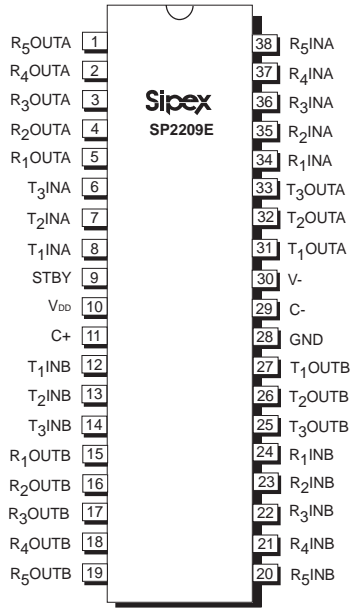 Sipex
SP2209E
R5OUTA 1
R4OUTA 2
R3OUTA 3
R2OUTA 4
R1OUTA 5
T3INA 6
T2INA 7
T1INA 8
STBY 9
VDD 10
C+ 11
T1INB 12
T2INB 13
T3INB 14
R1OUTB 15
R2OUTB 16
R3OUTB 17
R4OUTB 18
R5OUTB 19
38 R5INA
37 R4INA
36 R3INA
35 R2INA
34 R1INA
33 T3OUTA
32 T2OUTA
31 T1OUTA
30 V-
29 C-
28 GND
27 T1OUTB
26 T2OUTB
25 T3OUTB
24 R1INB
23 R2INB
22 R3INB
21 R4INB
20 R5INB